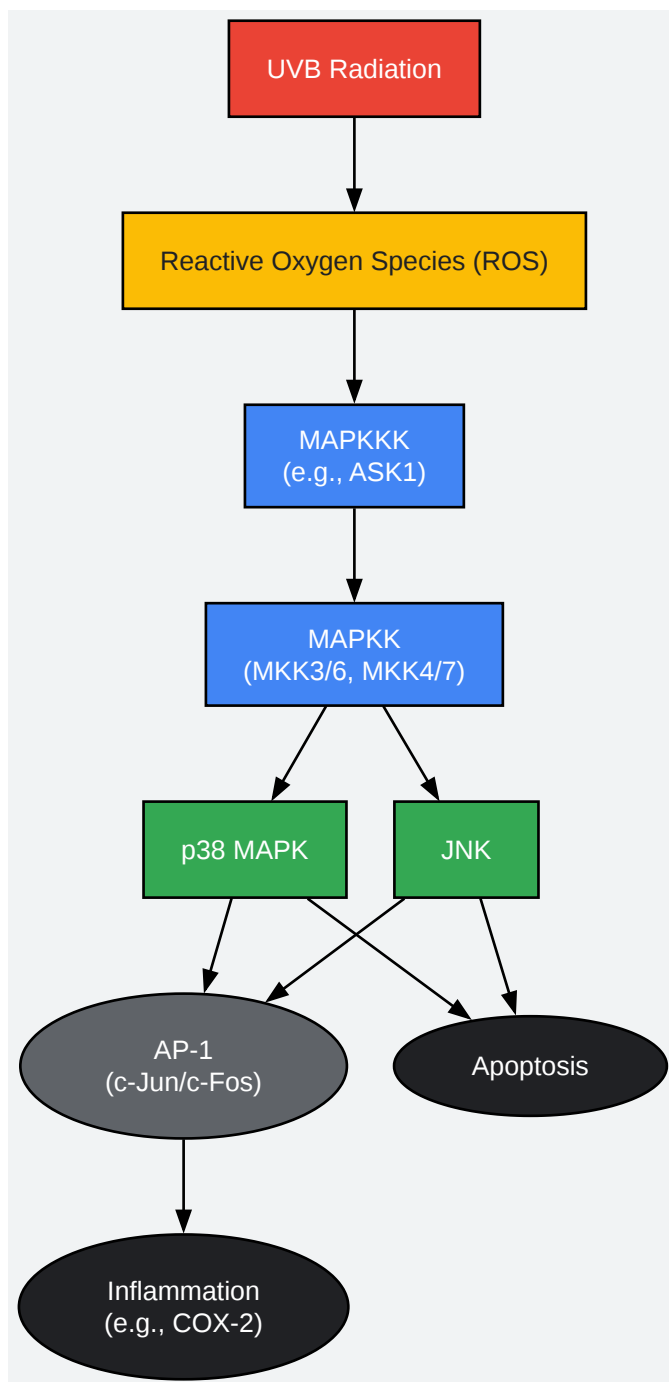 UVB Radiation
Reactive Oxygen Species (ROS)
MAPKKK
(e.g., ASK1)
MAPKK
(MKK3/6, MKK4/7)
p38 MAPK
JNK
AP-1
(c-Jun/c-Fos)
Apoptosis
Inflammation
(e.g., COX-2)